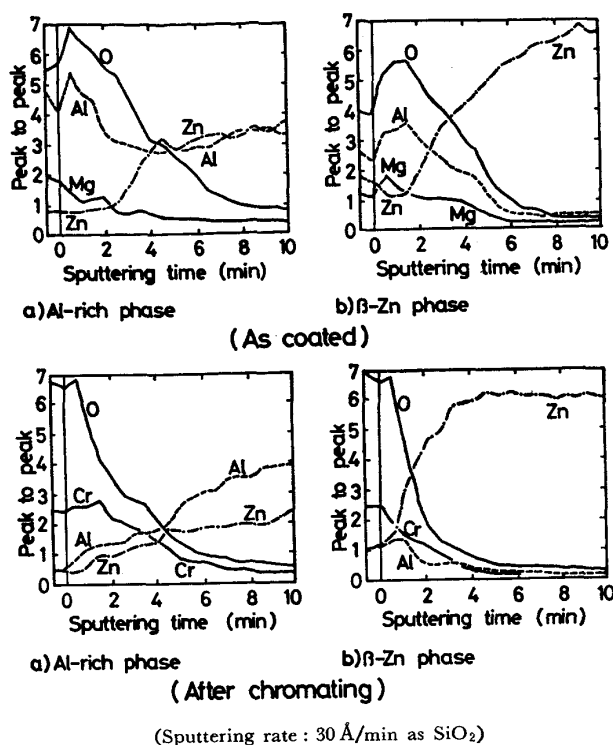 Peak to peak
7
6
5
4
3
2
1
0
O
Al
Mg
Zn
Zn
Al
0 2 4 6 8 10
Sputtering time (min)
a) Al-rich phase
Peak to peak
7
6
5
4
3
2
1
0
O
Al
Mg
Zn
Zn
Mg
0 2 4 6 8 10
Sputtering time (min)
b) β-Zn phase
(As coated)
Peak to peak
7
6
5
4
3
2
1
0
O
Cr
Al
Zn
Al
Zn
Cr
0 2 4 6 8 10
Sputtering time (min)
a) Al-rich phase
Peak to peak
7
6
5
4
3
2
1
0
O
Zn
Cr
Al
0 2 4 6 8 10
Sputtering time (min)
b) β-Zn phase
(After chromating)
(Sputtering rate : 30 Å/min as SiO₂)